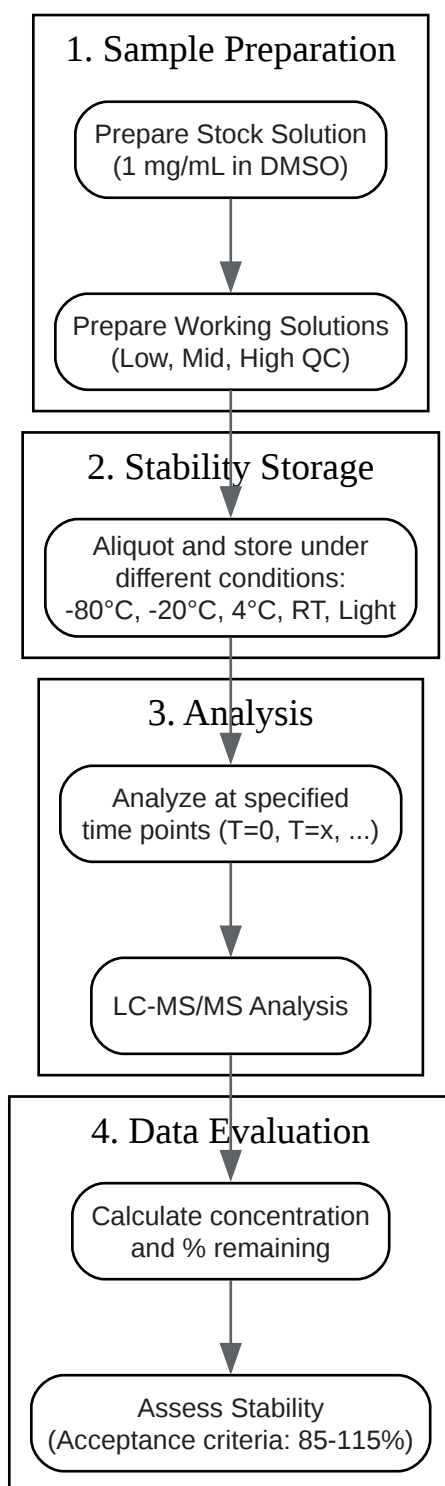 1. Sample Preparation
Prepare Stock Solution
(1 mg/mL in DMSO)
Prepare Working Solutions
(Low, Mid, High QC)
2. Stability Storage
Aliquot and store under
different conditions:
-80°C, -20°C, 4°C, RT, Light
3. Analysis
Analyze at specified
time points (T=0, T=x, ...)
LC-MS/MS Analysis
4. Data Evaluation
Calculate concentration
and % remaining
Assess Stability
(Acceptance criteria: 85-115%)